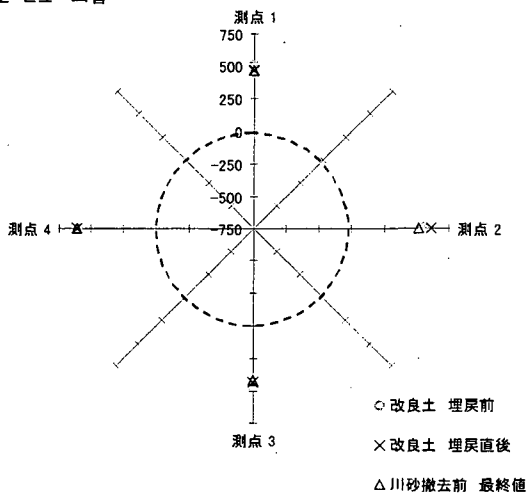 測点 1
750
500
250
0
-250
-500
測点 4 -750 測点 2
測点 3
○ 改良土 埋戻前
× 改良土 埋戻直後
△ 川砂撤去前 最終値